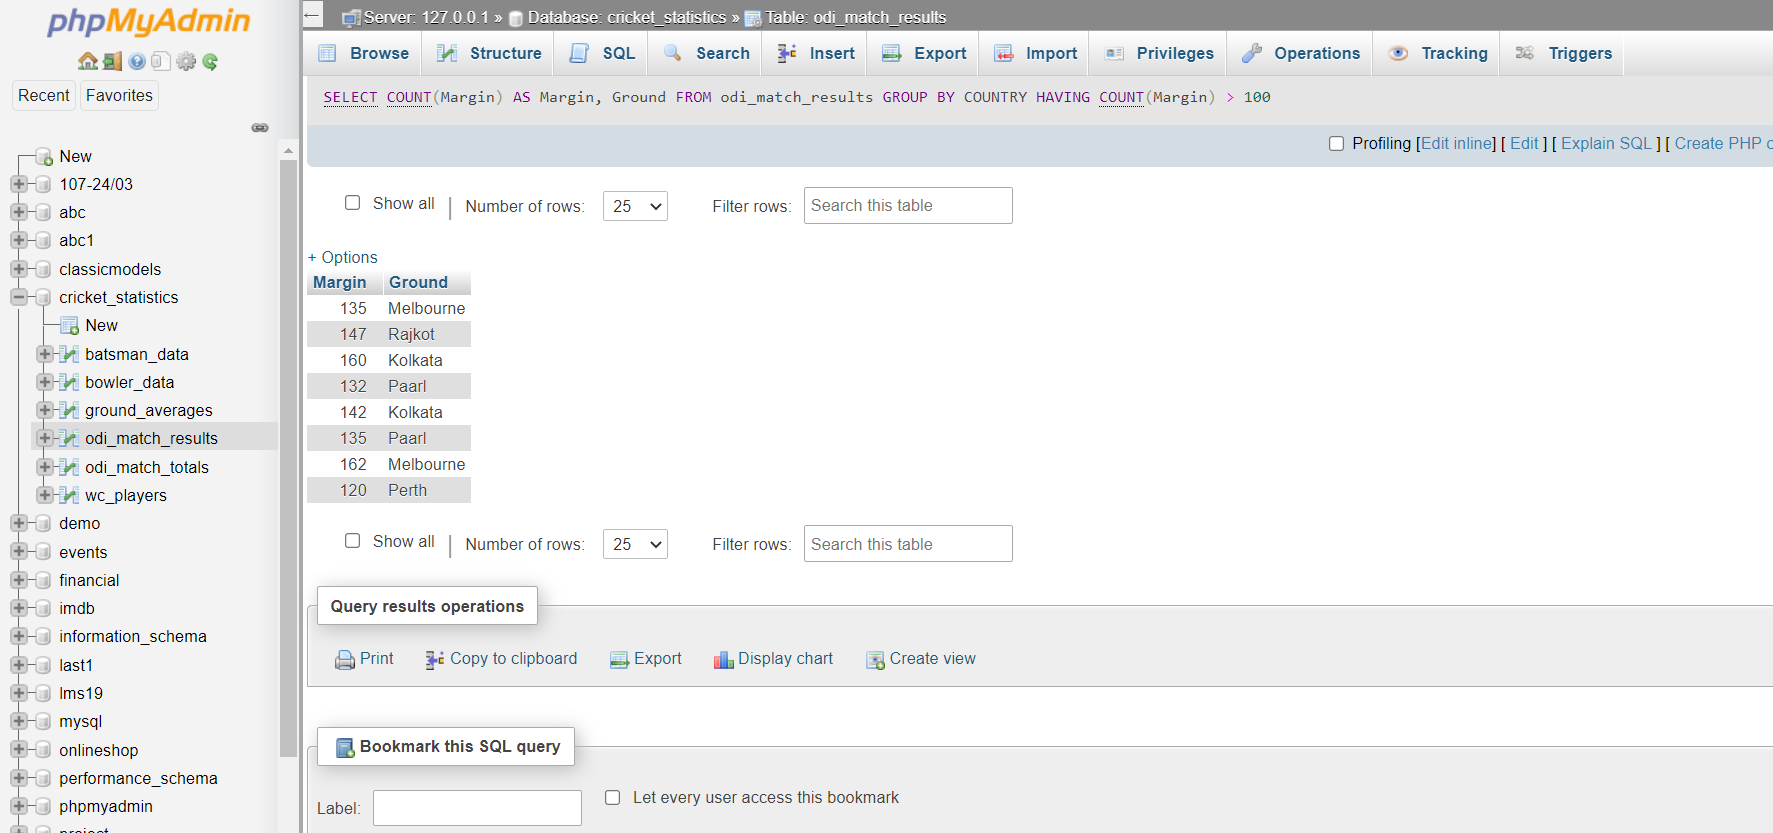 phpMyAdmin
Recent Favorites
New
107-24/03
abc
abc1
classicmodels
cricket_statistics
New
batsman_data
bowler_data
ground_averages
odi_match_results
odi_match_totals
wc_players
demo
events
financial
imdb
information_schema
last1
lms19
mysql
onlineshop
performance_schema
phpmyadmin
project
← Server: 127.0.0.1 » Database: cricket_statistics » Table: odi_match_results
Browse Structure SQL Search Insert Export Import Privileges Operations Tracking Triggers
SELECT COUNT(Margin) AS Margin, Ground FROM odi_match_results GROUP BY COUNTRY HAVING COUNT(Margin) > 100
Profiling [Edit inline] [ Edit ] [ Explain SQL ] [ Create PHP c
Show all | Number of rows: 25 Filter rows: Search this table
+ Options
Margin Ground
135 Melbourne
147 Rajkot
160 Kolkata
132 Paarl
142 Kolkata
135 Paarl
162 Melbourne
120 Perth
Show all | Number of rows: 25 Filter rows: Search this table
Query results operations
Print Copy to clipboard Export Display chart Create view
Bookmark this SQL query
Label: Let every user access this bookmark